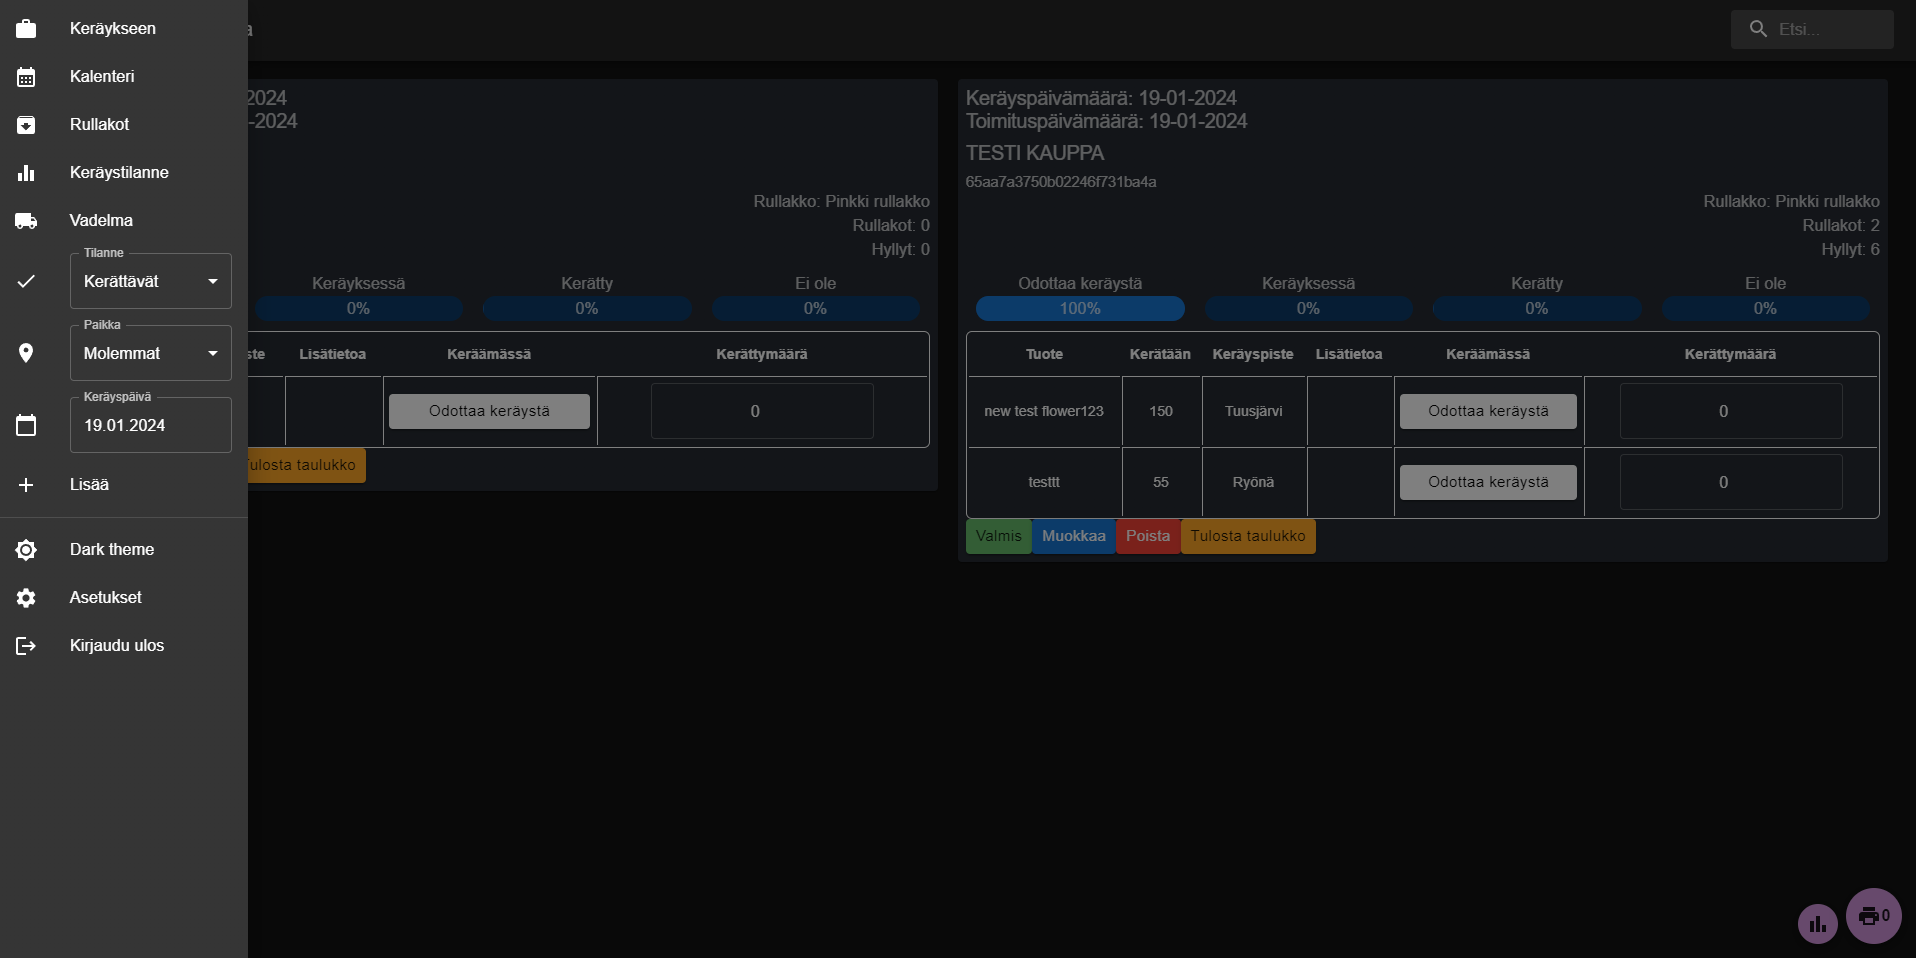 Keräykseen
Kalenteri
Rullakot
Keräystilanne
Vadelma
Tilanne
Kerättävät
Paikka
Molemmat
Keräyspäivä
19.01.2024
Lisää
Dark theme
Asetukset
Kirjaudu ulos
Etsi...
2024
-2024
Rullakko: Pinkki rullakko
Rullakot: 0
Hyllyt: 0
Keräyksessä Kerätty Ei ole
0% 0% 0%
ste Lisätietoa Keräämässä Kerättymäärä
Odottaa keräystä 0
ulosta taulukko
Keräyspäivämäärä: 19-01-2024
Toimituspäivämäärä: 19-01-2024
TESTI KAUPPA
65aa7a3750b02246f731ba4a
Rullakko: Pinkki rullakko
Rullakot: 2
Hyllyt: 6
Odottaa keräystä Keräyksessä Kerätty Ei ole
100% 0% 0% 0%
Tuote Kerätään Keräyspiste Lisätietoa Keräämässä Kerättymäärä
new test flower123 150 Tuusjärvi Odottaa keräystä 0
testtt 55 Ryönä Odottaa keräystä 0
Valmis Muokkaa Poista Tulosta taulukko
0